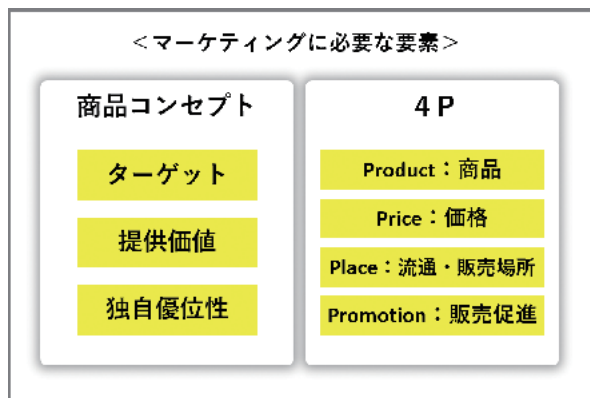 ＜マーケティングに必要な要素＞
商品コンセプト
ターゲット
提供価値
独自優位性
４Ｐ
Product：商品
Price：価格
Place：流通・販売場所
Promotion：販売促進